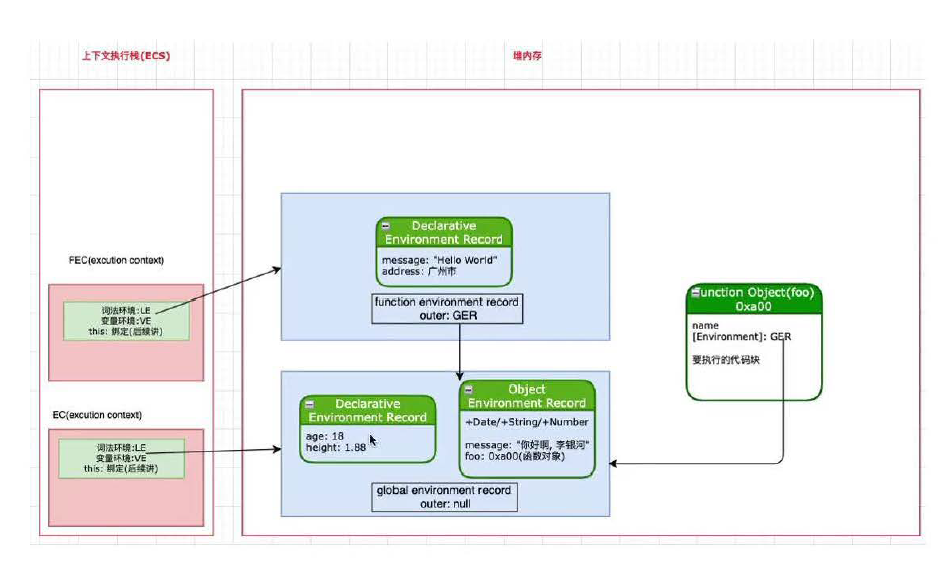 上下文执行栈(ECS)
堆内存
FEC(excution context)
词法环境:LE
变量环境:VE
this: 绑定(后续讲)
EC(excution context)
词法环境:LE
变量环境:VE
this: 绑定(后续讲)
Declarative
Environment Record
message: "Hello World"
address: 广州市
function environment record
outer: GER
Declarative
Environment Record
age: 18
height: 1.88
Object
Environment Record
+Date/+String/+Number
message: "你好啊, 李银河"
foo: 0xa00(函数对象)
global environment record
outer: null
Function Object(foo)
0xa00
name
[Environment]: GER
要执行的代码块